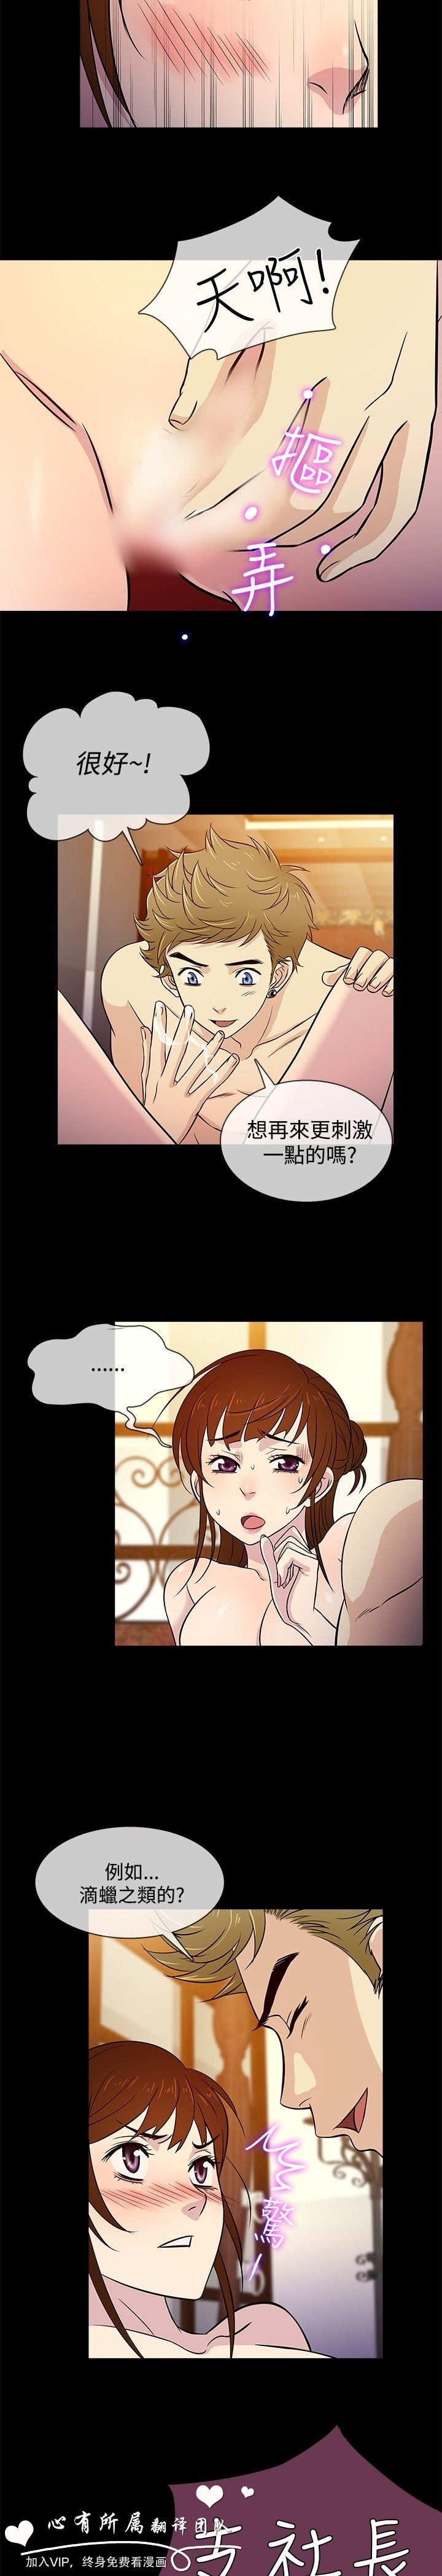 天啊!
摳
弄
很好~!
想再來更刺激
一點的嗎?
......
例如...
滴蠟之類的?
驚
心有所属翻译团队
加入VIP，终身免费看漫画
社長